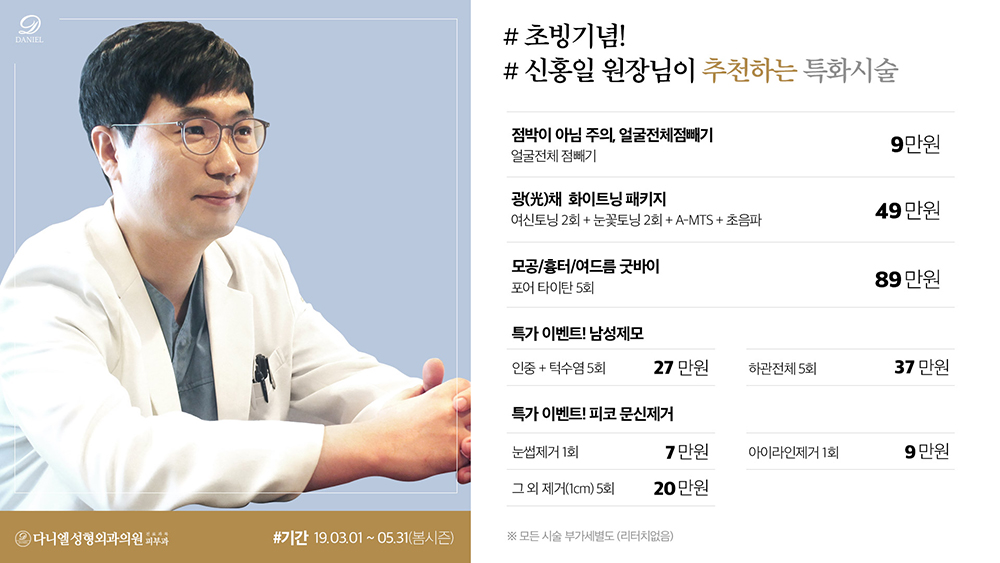 DANIEL
# 초빙기념!
# 신홍일 원장님이 추천하는 특화시술
점박이 아님 주의, 얼굴전체점빼기
얼굴전체 점빼기
9만원
광(光)채 화이트닝 패키지
여신토닝 2회 + 눈꽃토닝 2회 + A-MTS + 초음파
49만원
모공/흉터/여드름 굿바이
포어 타이탄 5회
89만원
특가 이벤트! 남성제모
인중 + 턱수염 5회 27 만원
하관전체 5회 37 만원
특가 이벤트! 피코 문신제거
눈썹제거 1회 7 만원
아이라인제거 1회 9 만원
그 외 제거(1cm) 5회 20 만원
※ 모든 시술 부가세별도 (리터치없음)
다니엘성형외과의원
진료과목
피부과
#기간 19.03.01 ~ 05.31(봄시즌)